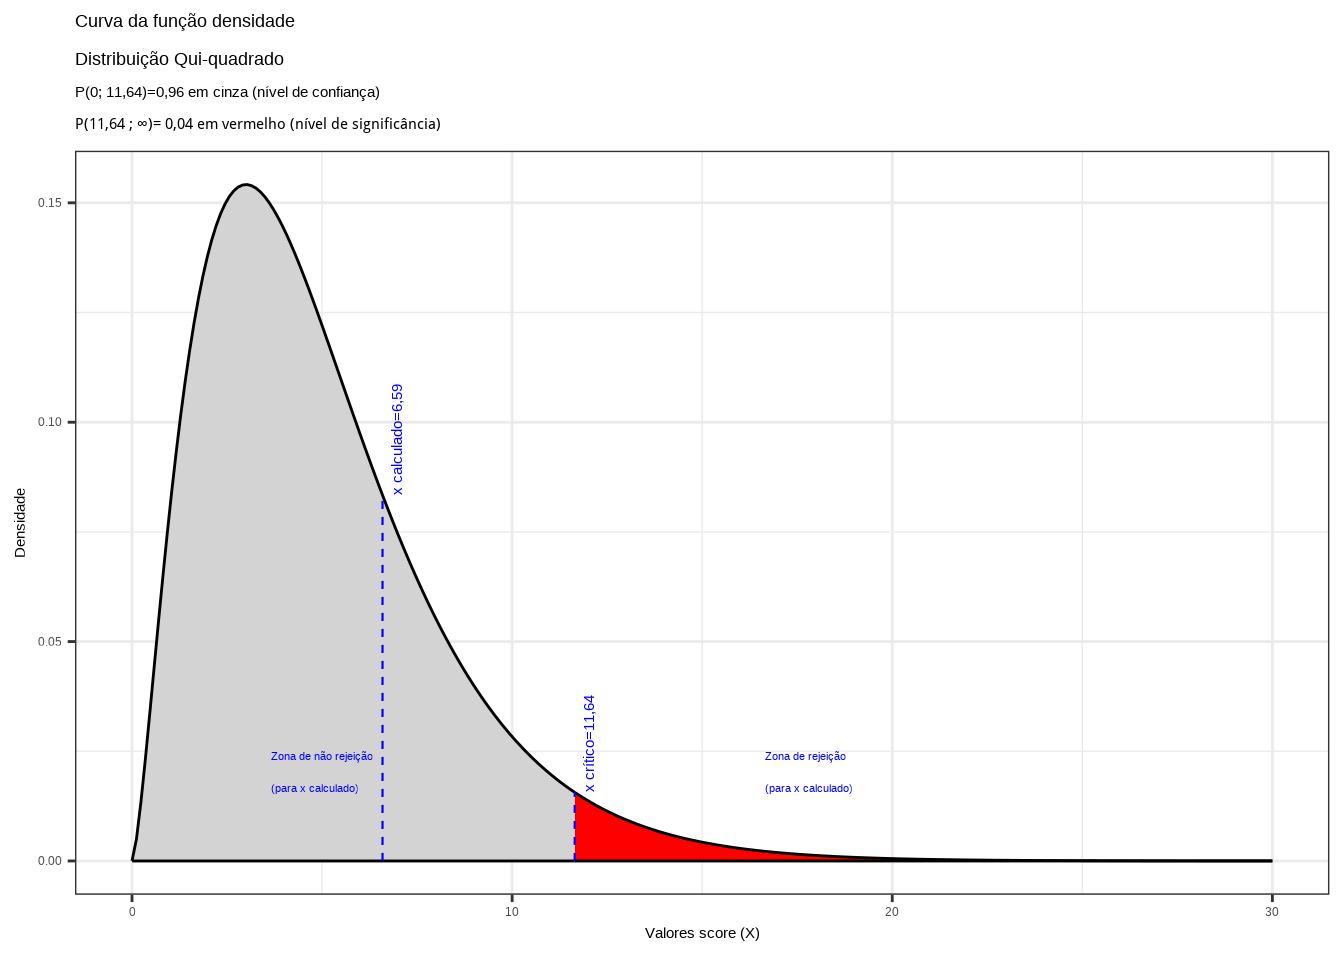 Curva da função densidade
Distribuição Qui-quadrado
P(0; 11,64)=0,96 em cinza (nível de confiança)
P(11,64 ; ∞)= 0,04 em vermelho (nível de significância)
0.15
0.10
0.05
0.00
Densidade
x calculado=6,59
x crítico=11,64
Zona de não rejeição
(para x calculado)
Zona de rejeição
(para x calculado)
0
10
20
30
Valores score (X)